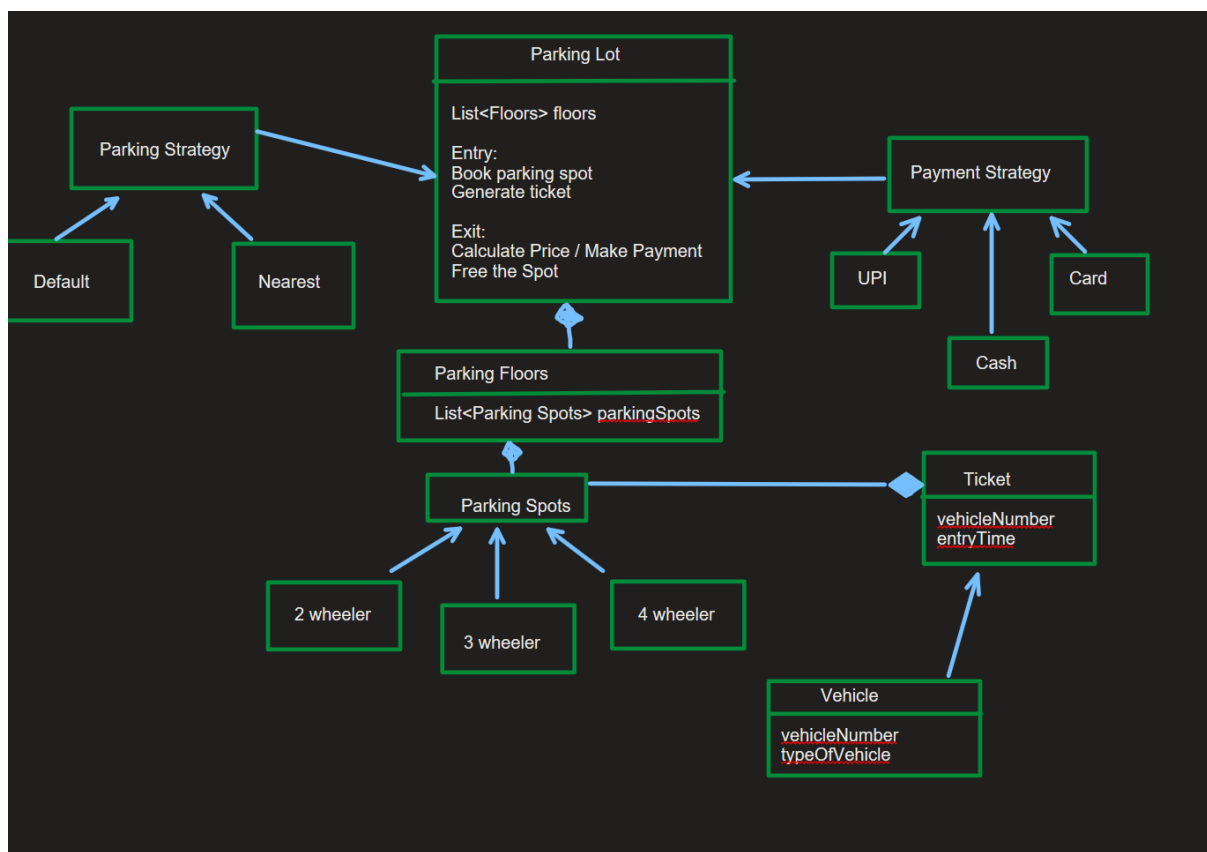 Parking Lot
List<Floors> floors
Entry:
Book parking spot
Generate ticket
Exit:
Calculate Price / Make Payment
Free the Spot
Parking Strategy
Default
Nearest
Payment Strategy
UPI
Cash
Card
Parking Floors
List<Parking Spots> parkingSpots
Parking Spots
2 wheeler
3 wheeler
4 wheeler
Ticket
vehicleNumber
entryTime
Vehicle
vehicleNumber
typeOfVehicle